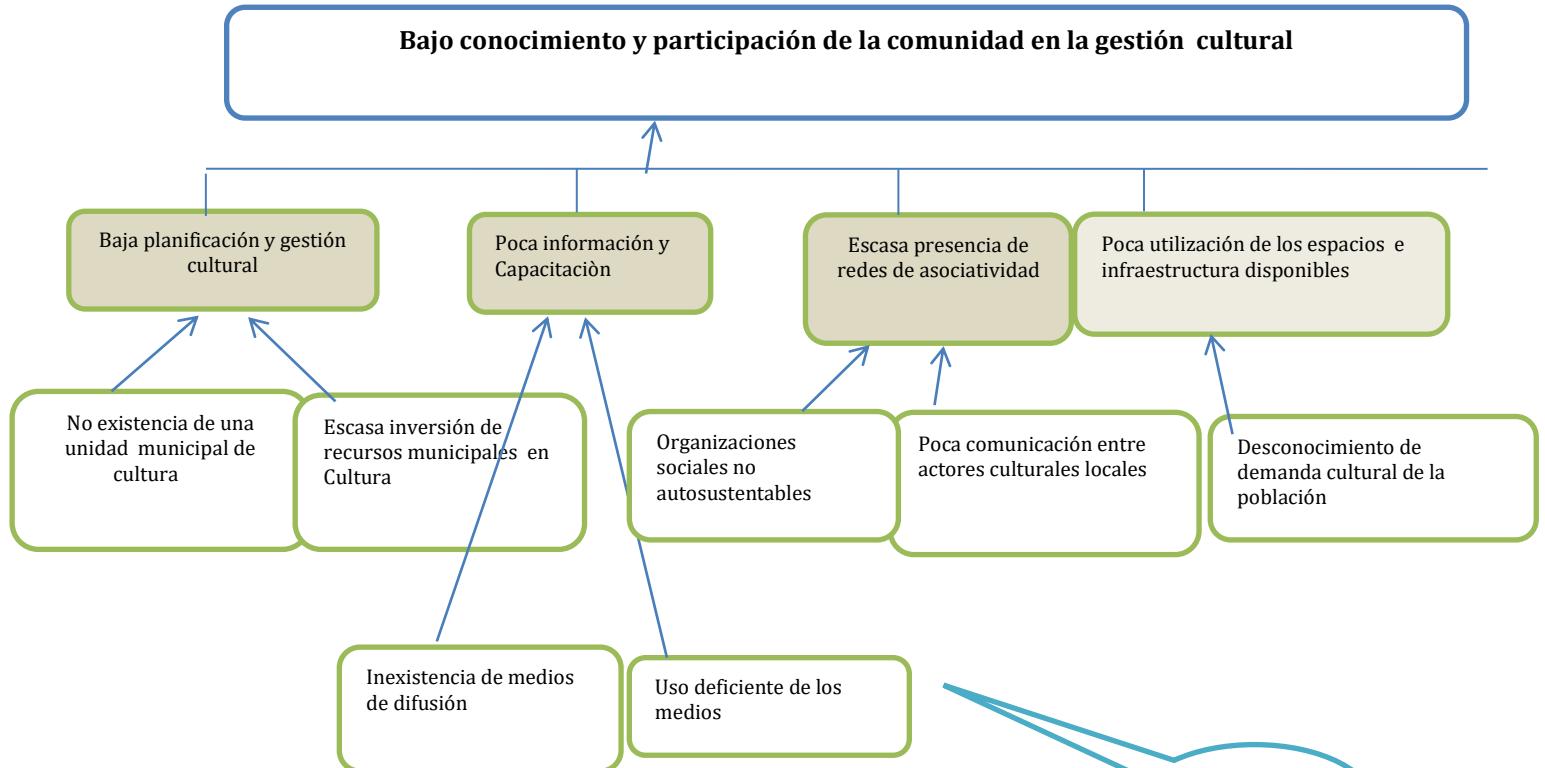 Bajo conocimiento y participación de la comunidad en la gestión  cultural
Baja planificación y gestión
cultural
Poca información y
Capacitaciòn
Escasa presencia de
redes de asociatividad
Poca utilización de los espacios  e
infraestructura disponibles
No existencia de una
unidad  municipal de
cultura
Escasa inversión de
recursos municipales  en
Cultura
Organizaciones
sociales no
autosustentables
Poca comunicación entre
actores culturales locales
Desconocimiento de
demanda cultural de la
población
Inexistencia de medios
de difusión
Uso deficiente de los
medios